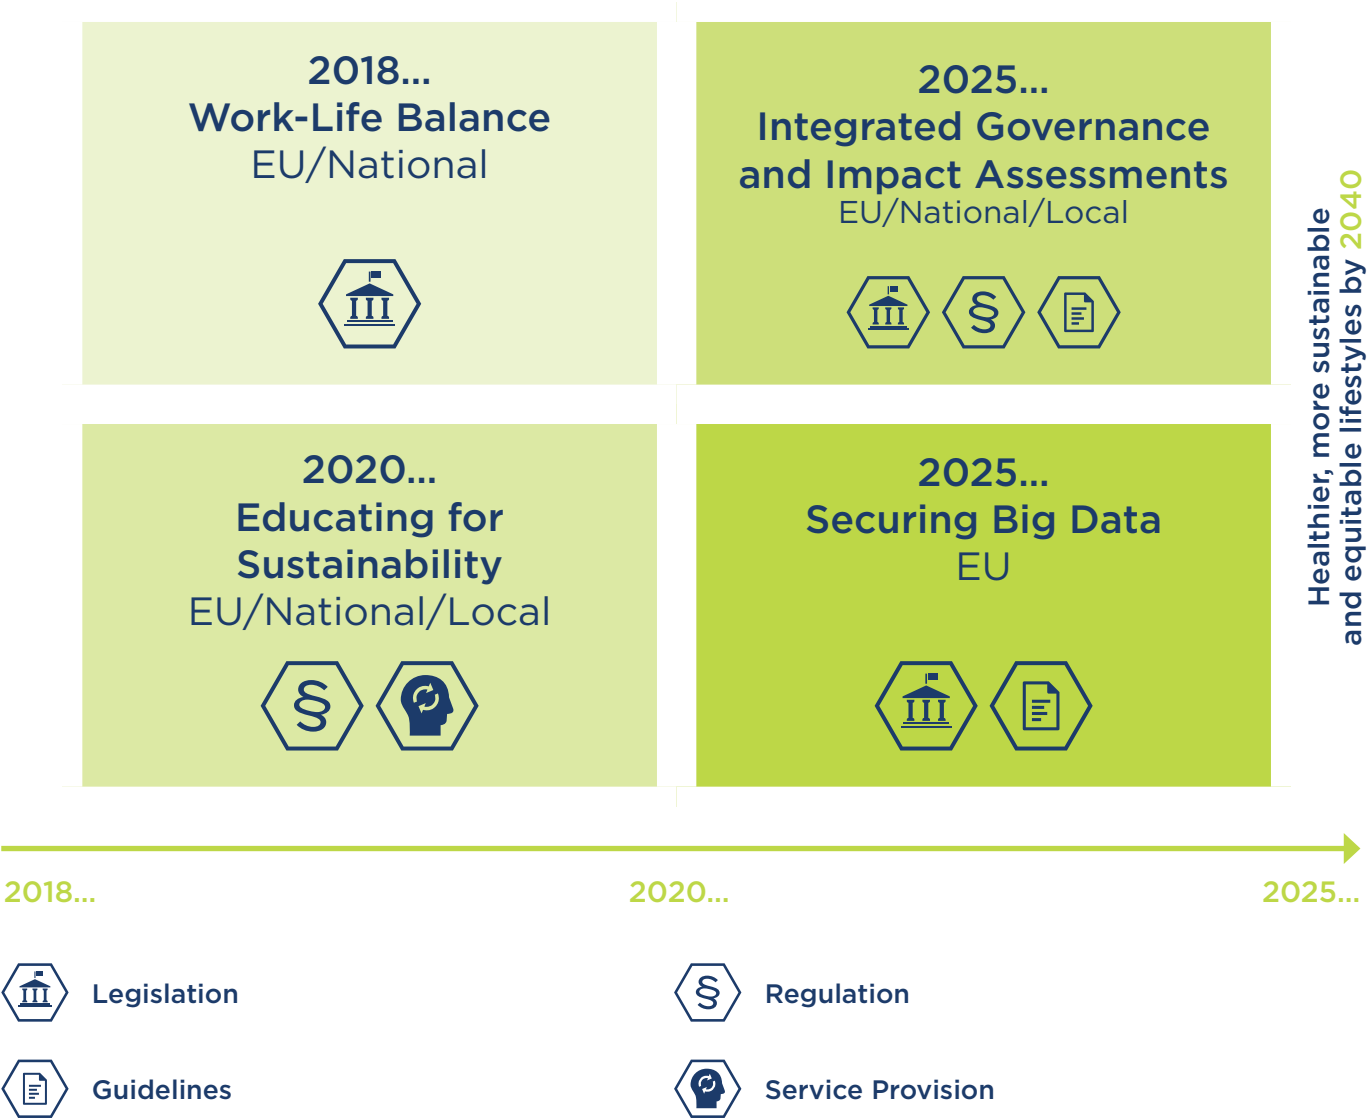 2018...
Work-Life Balance
EU/National
2025...
Integrated Governance
and Impact Assessments
EU/National/Local
§
2020...
Educating for
Sustainability
EU/National/Local
§
2025...
Securing Big Data
EU
Healthier, more sustainable
and equitable lifestyles by 2040
2018...
2020...
2025...
Legislation
§
Regulation
Guidelines
Service Provision